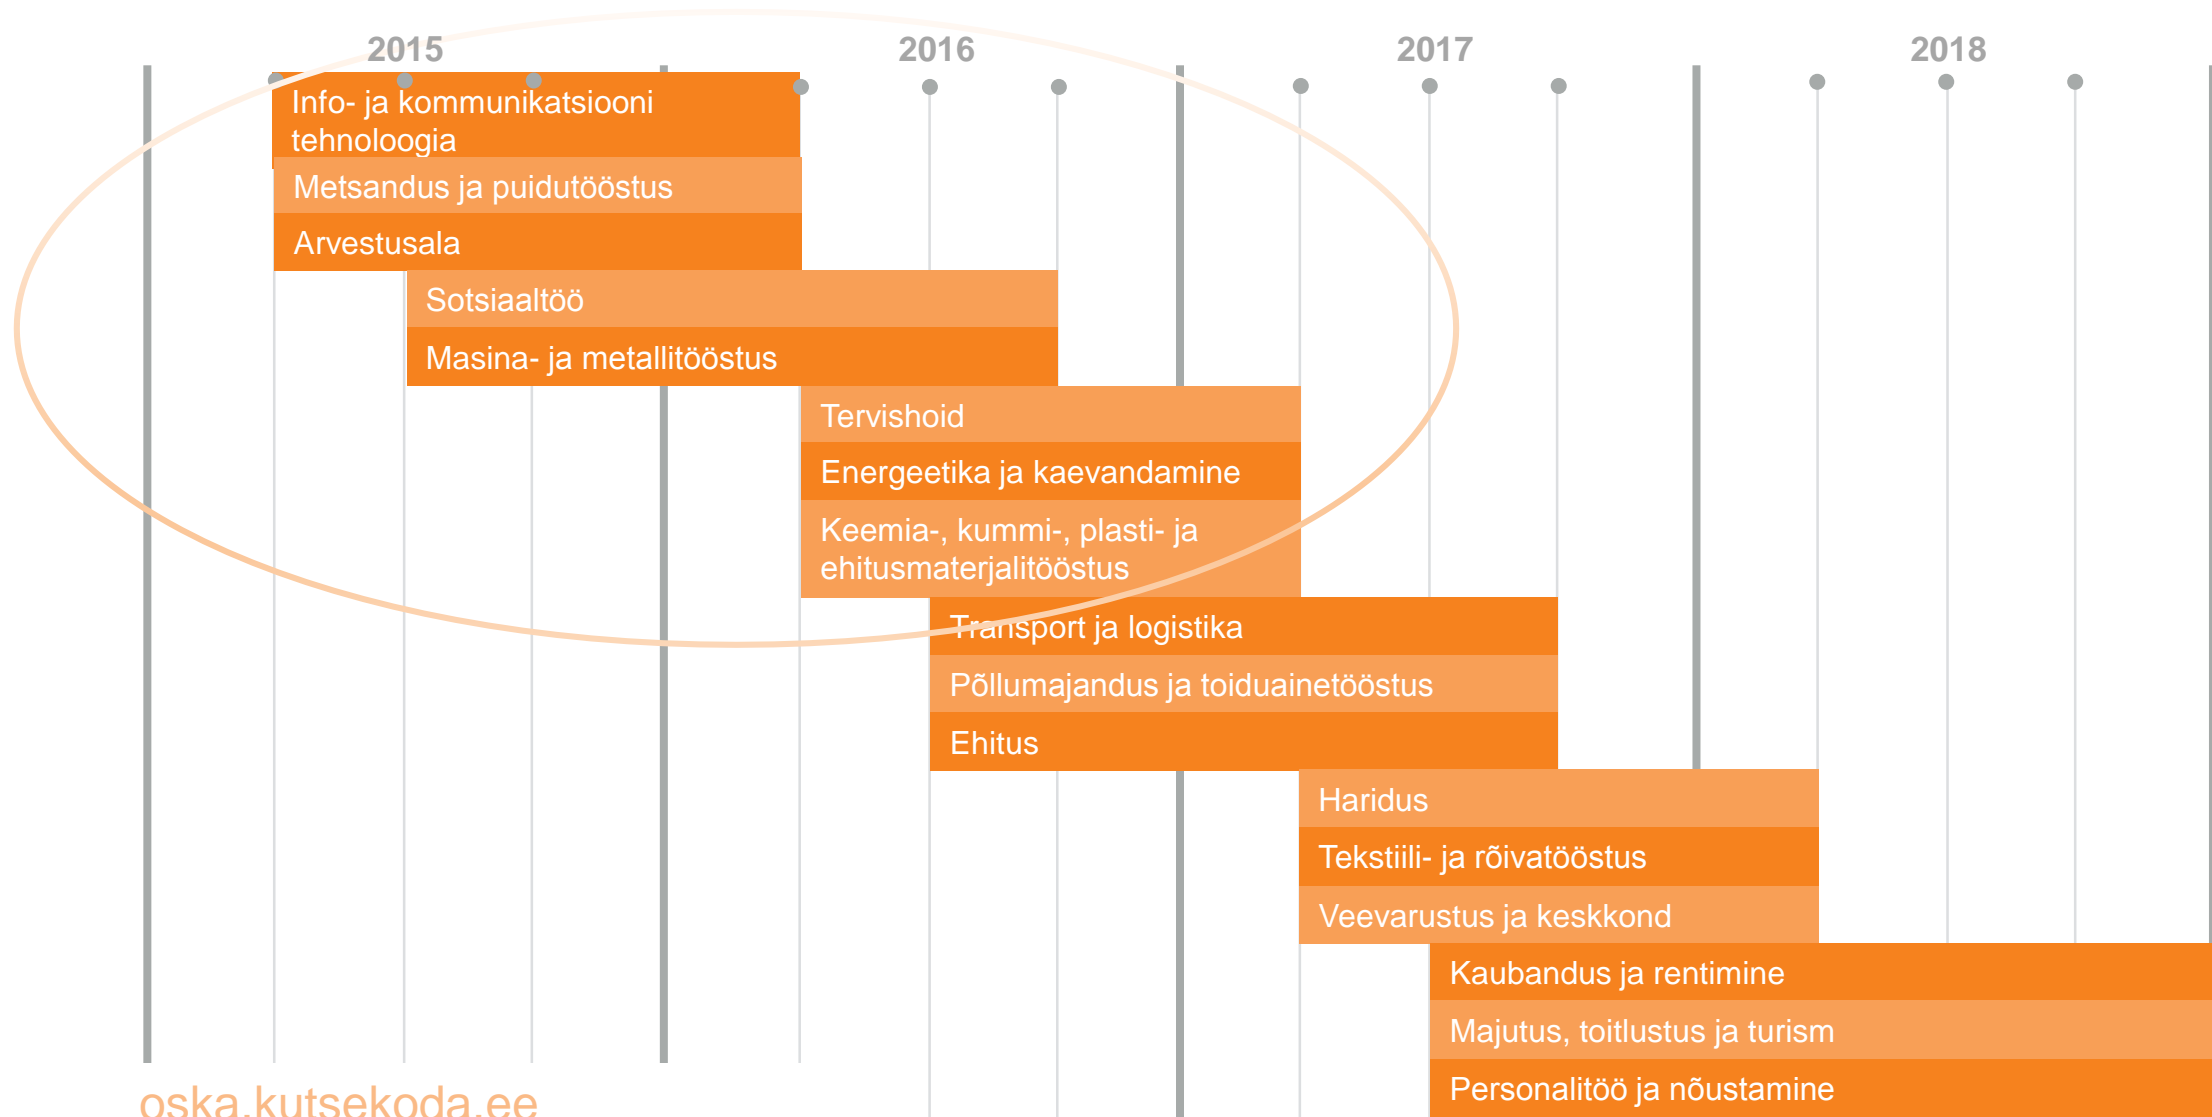 2015 2016 2017 2018
Info- ja kommunikatsiooni
tehnoloogia
Metsandus ja puidutööstus
Arvestusala
Sotsiaaltöö
Masina- ja metallitööstus
Tervishoid
Energeetika ja kaevandamine
Keemia-, kummi-, plasti- ja
ehitusmaterjalitööstus
Transport ja logistika
Põllumajandus ja toiduainetööstus
Ehitus
Haridus
Tekstiili- ja rõivatööstus
Veevarustus ja keskkond
Kaubandus ja rentimine
Majutus, toitlustus ja turism
Personalitöö ja nõustamine
oska.kutsekoda.ee